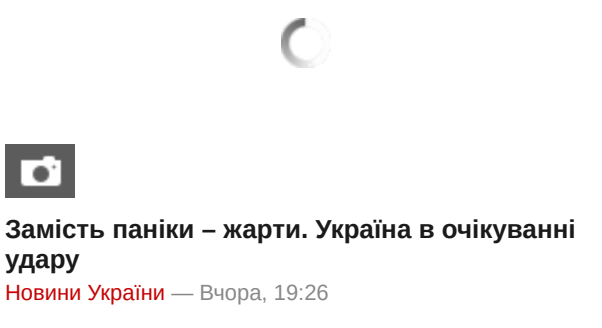 Замість паніки – жарти. Україна в очікуванні
удару
Новини України — Вчора, 19:26